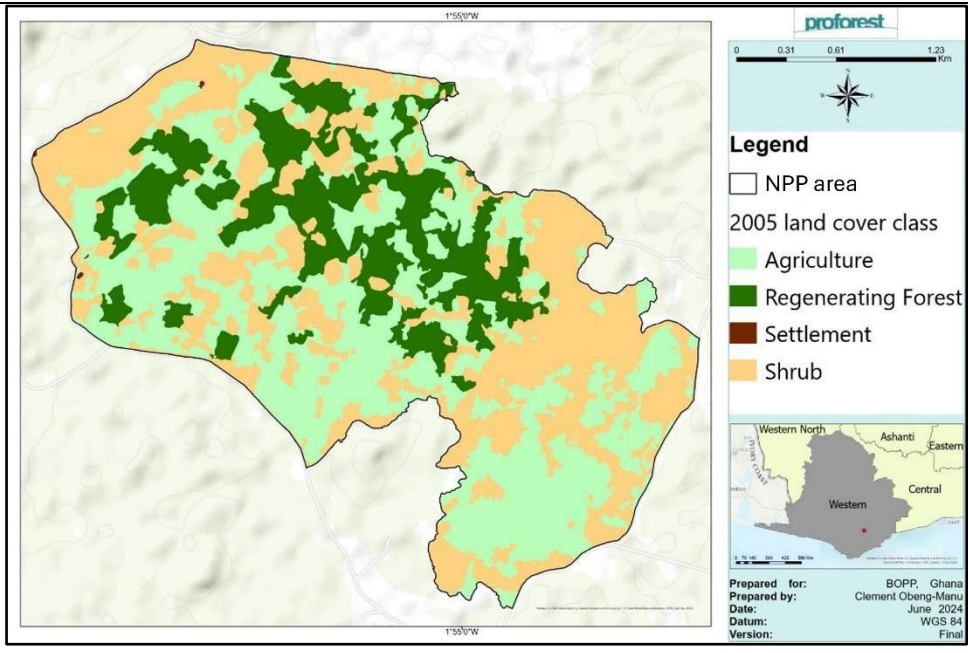 1°55'0"W
proforest
0 0.31 0.61 1.23
Km
N
W E
S
Legend
NPP area
2005 land cover class
Agriculture
Regenerating Forest
Settlement
Shrub
Western North
Ashanti
Eastern
IVORY COAST
Central
Western
Prepared for: BOPP, Ghana
Prepared by: Clement Obeng-Manu
Date: June 2024
Datum: WGS 84
Version: Final
1°55'0"W